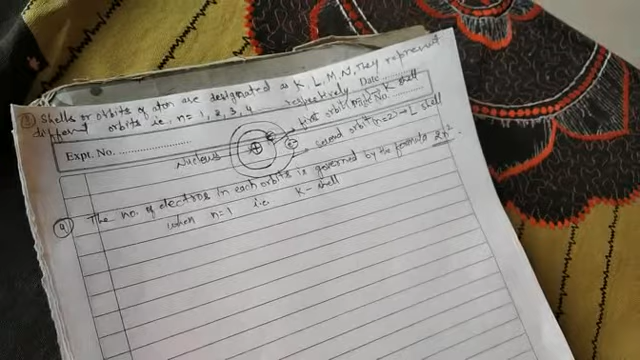 ③ Shells or orbits of atom are designated as K, L, M, N, They represent
different orbits i.e, n = 1, 2, 3, 4 respectively
Date
Page No.
first orbit K shell
Expt. No.
Nucleus
second orbit (n=2) → L shell
④ The no. of electros in each orbits is governed by the formula 2n²
when n=1 i.e K- shell